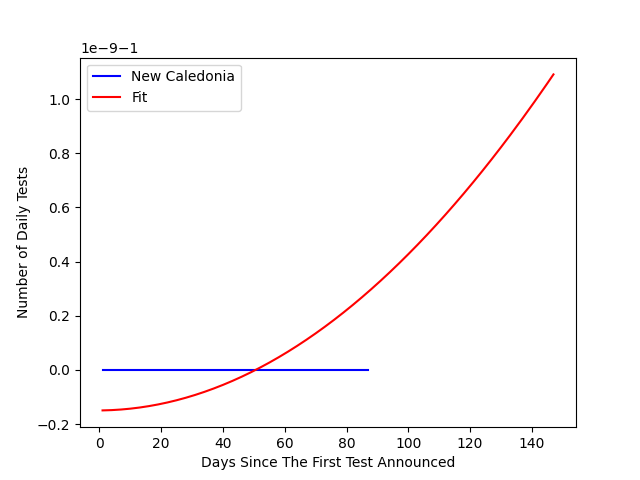 1e−9−1
New Caledonia
Fit
1.0
0.8
0.6
0.4
0.2
0.0
−0.2
Number of Daily Tests
0 20 40 60 80 100 120 140
Days Since The First Test Announced